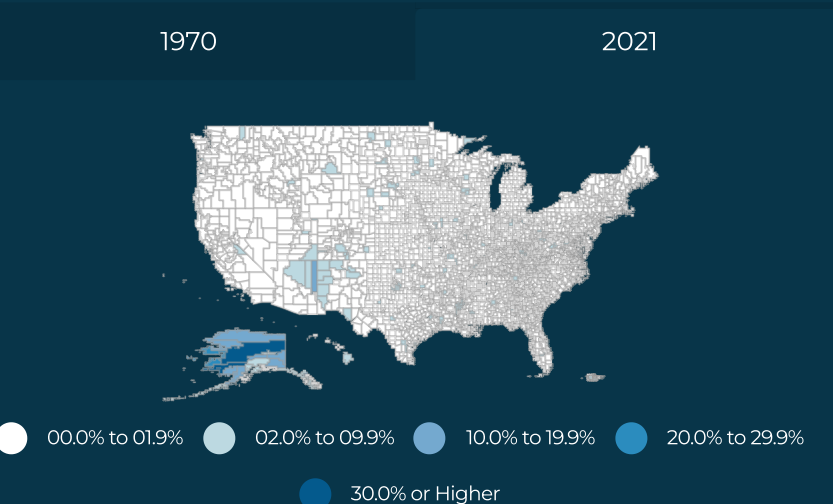 1970
2021
00.0% to 01.9%
02.0% to 09.9%
10.0% to 19.9%
20.0% to 29.9%
30.0% or Higher